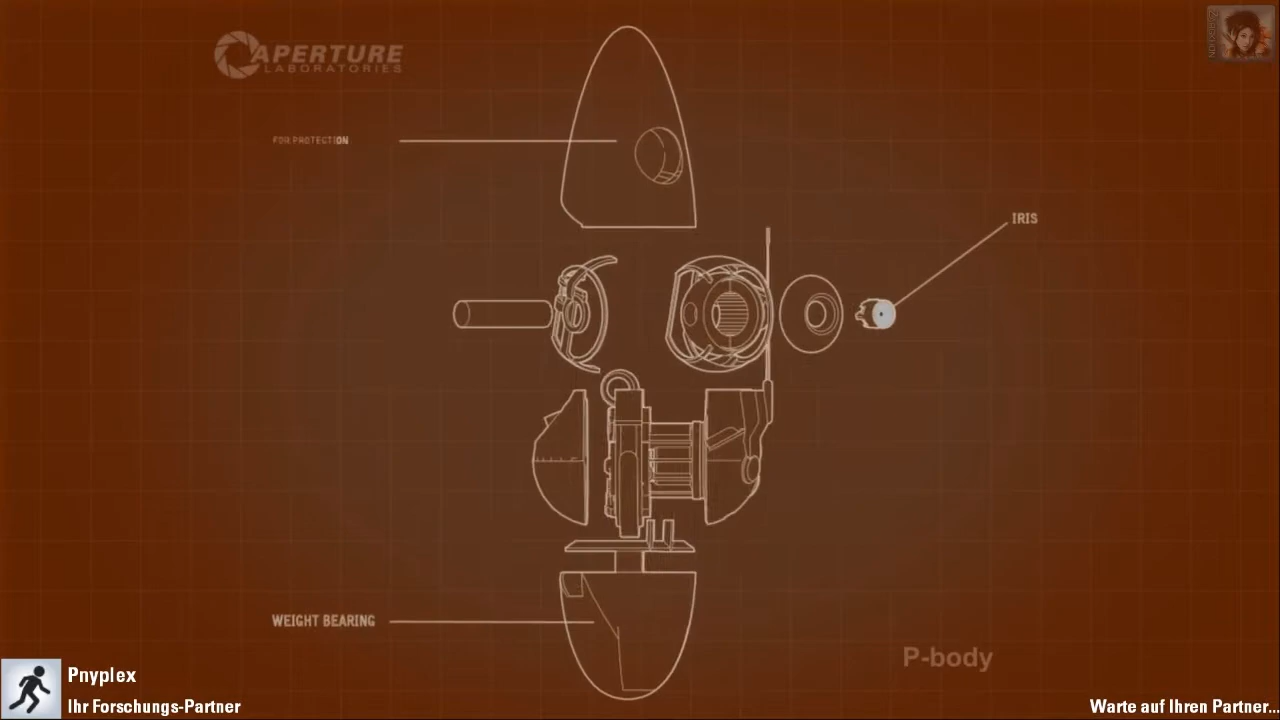 APERTURE
LABORATORIES
FOR PROTECTION
IRIS
WEIGHT BEARING
P-body
Pnyplex
Ihr Forschungs-Partner
Warte auf Ihren Partner...